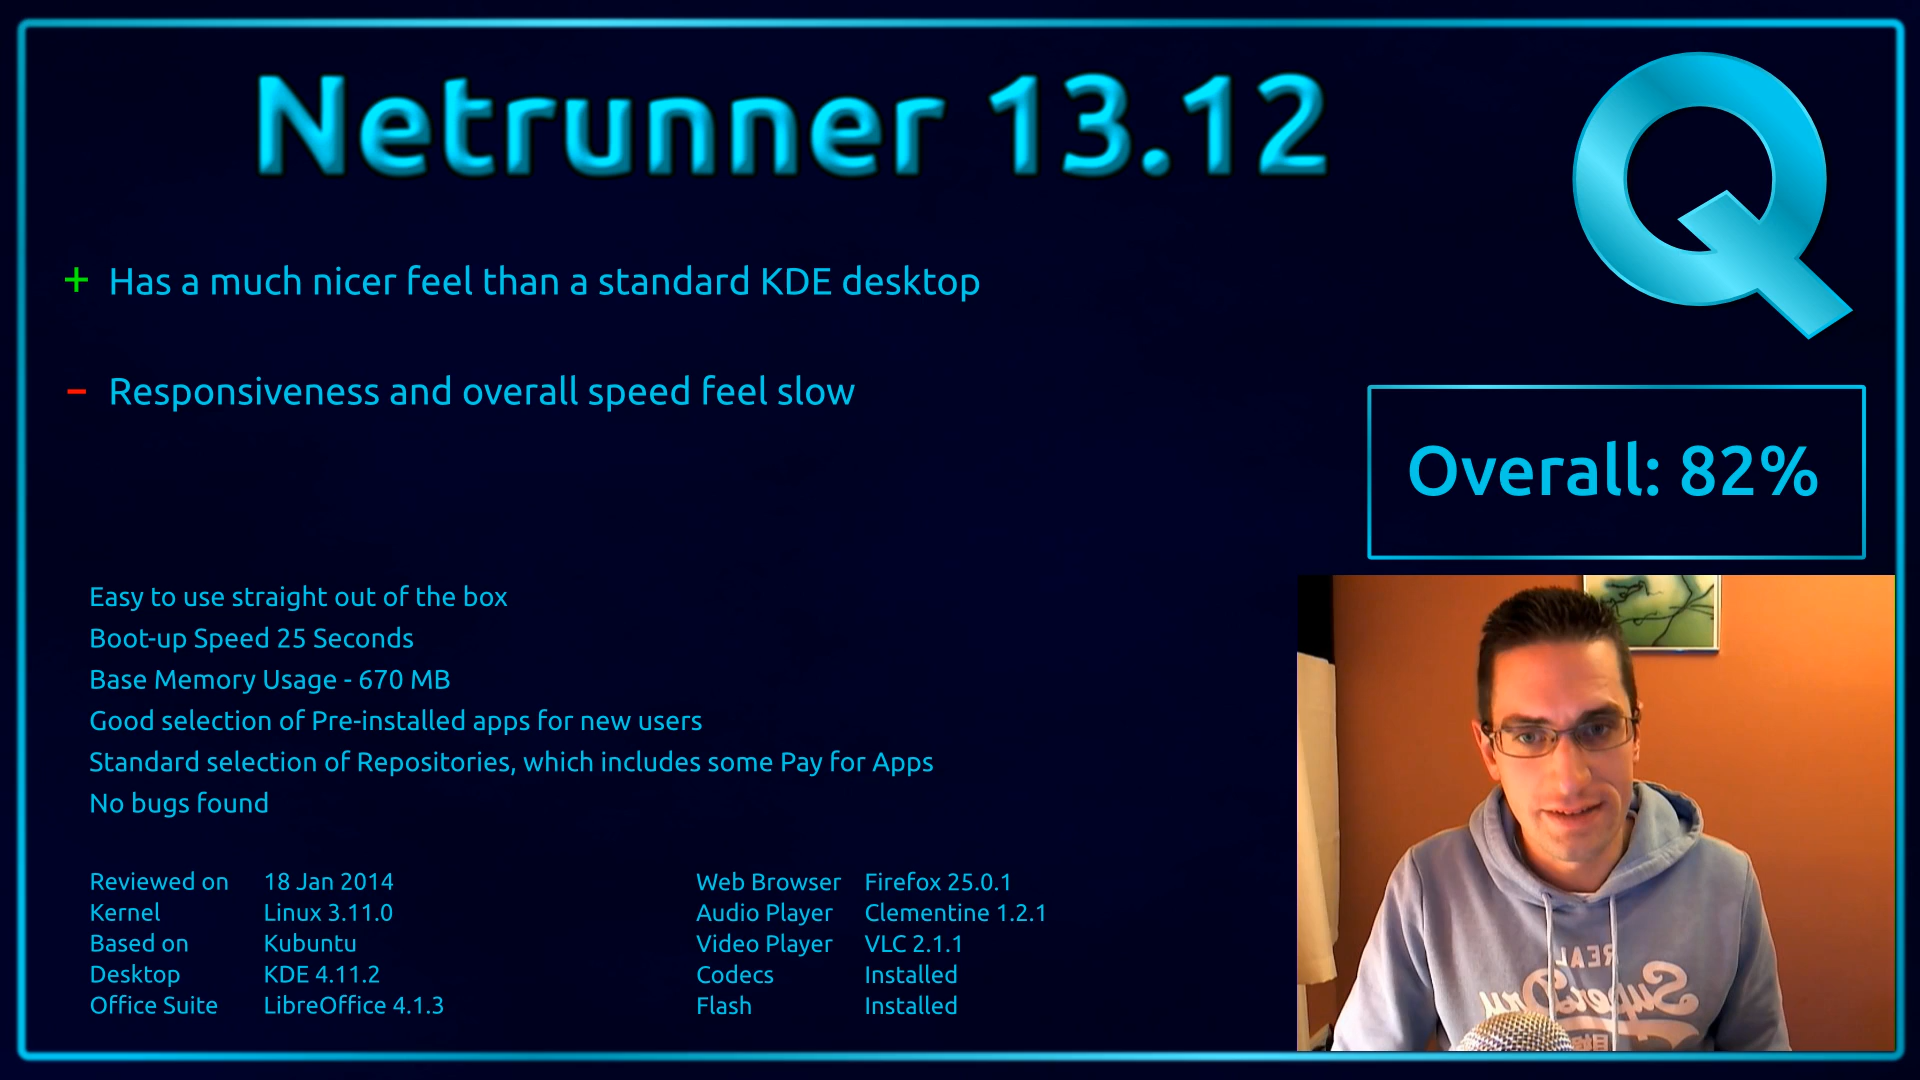 Netrunner 13.12
Q
+ Has a much nicer feel than a standard KDE desktop
- Responsiveness and overall speed feel slow
Overall: 82%
Easy to use straight out of the box
Boot-up Speed 25 Seconds
Base Memory Usage - 670 MB
Good selection of Pre-installed apps for new users
Standard selection of Repositories, which includes some Pay for Apps
No bugs found
Reviewed on 18 Jan 2014
Kernel Linux 3.11.0
Based on Kubuntu
Desktop KDE 4.11.2
Office Suite LibreOffice 4.1.3
Web Browser Firefox 25.0.1
Audio Player Clementine 1.2.1
Video Player VLC 2.1.1
Codecs Installed
Flash Installed
REAL
SuperDry